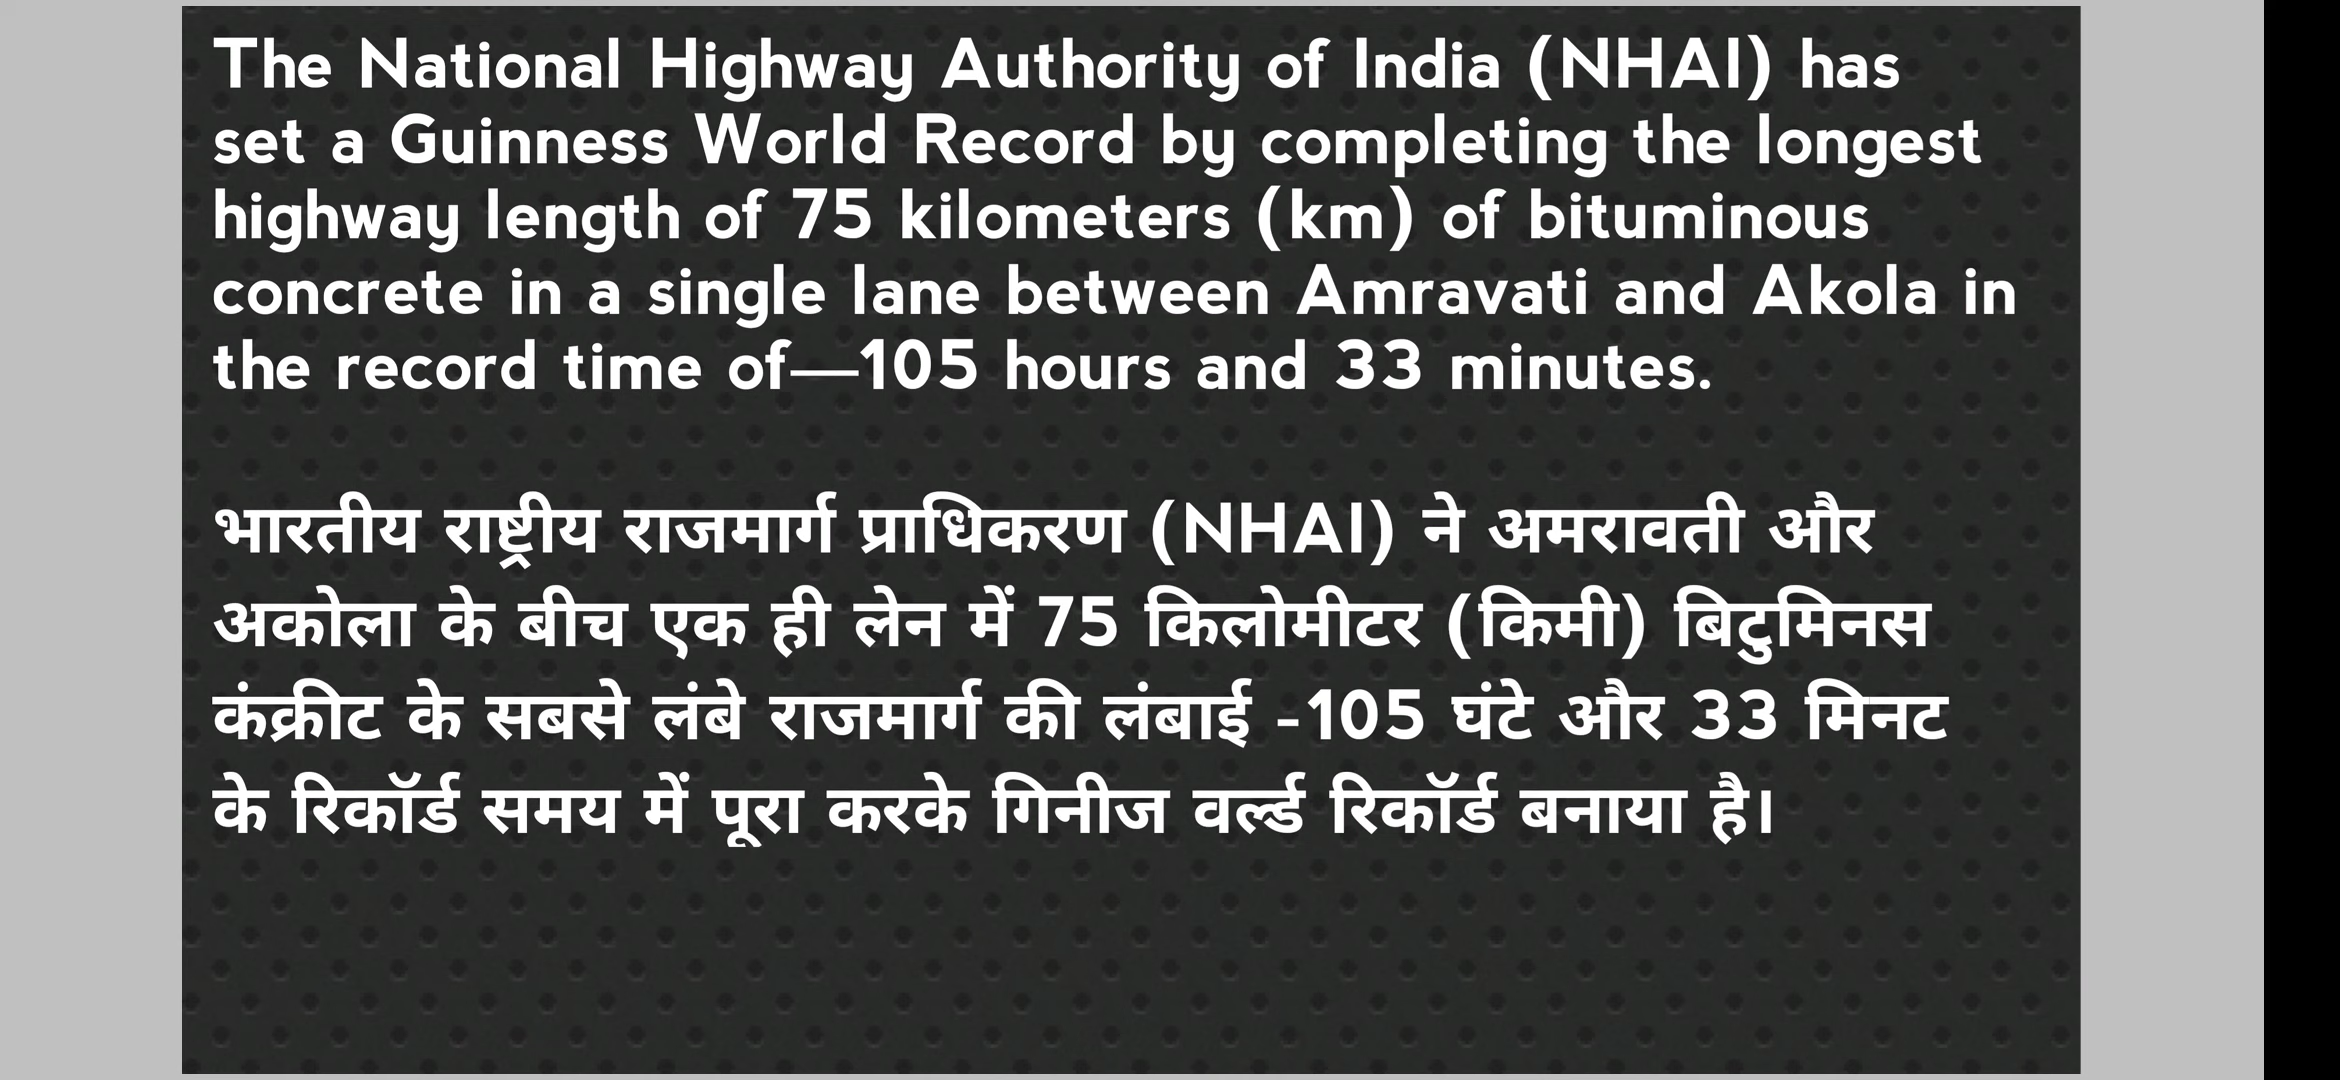 The National Highway Authority of India (NHAI) has
set a Guinness World Record by completing the longest
highway length of 75 kilometers (km) of bituminous
concrete in a single lane between Amravati and Akola in
the record time of—105 hours and 33 minutes.
भारतीय राष्ट्रीय राजमार्ग प्राधिकरण (NHAI) ने अमरावती और
अकोला के बीच एक ही लेन में 75 किलोमीटर (किमी) बिटुमिनस
कंक्रीट के सबसे लंबे राजमार्ग की लंबाई -105 घंटे और 33 मिनट
के रिकॉर्ड समय में पूरा करके गिनीज वर्ल्ड रिकॉर्ड बनाया है।